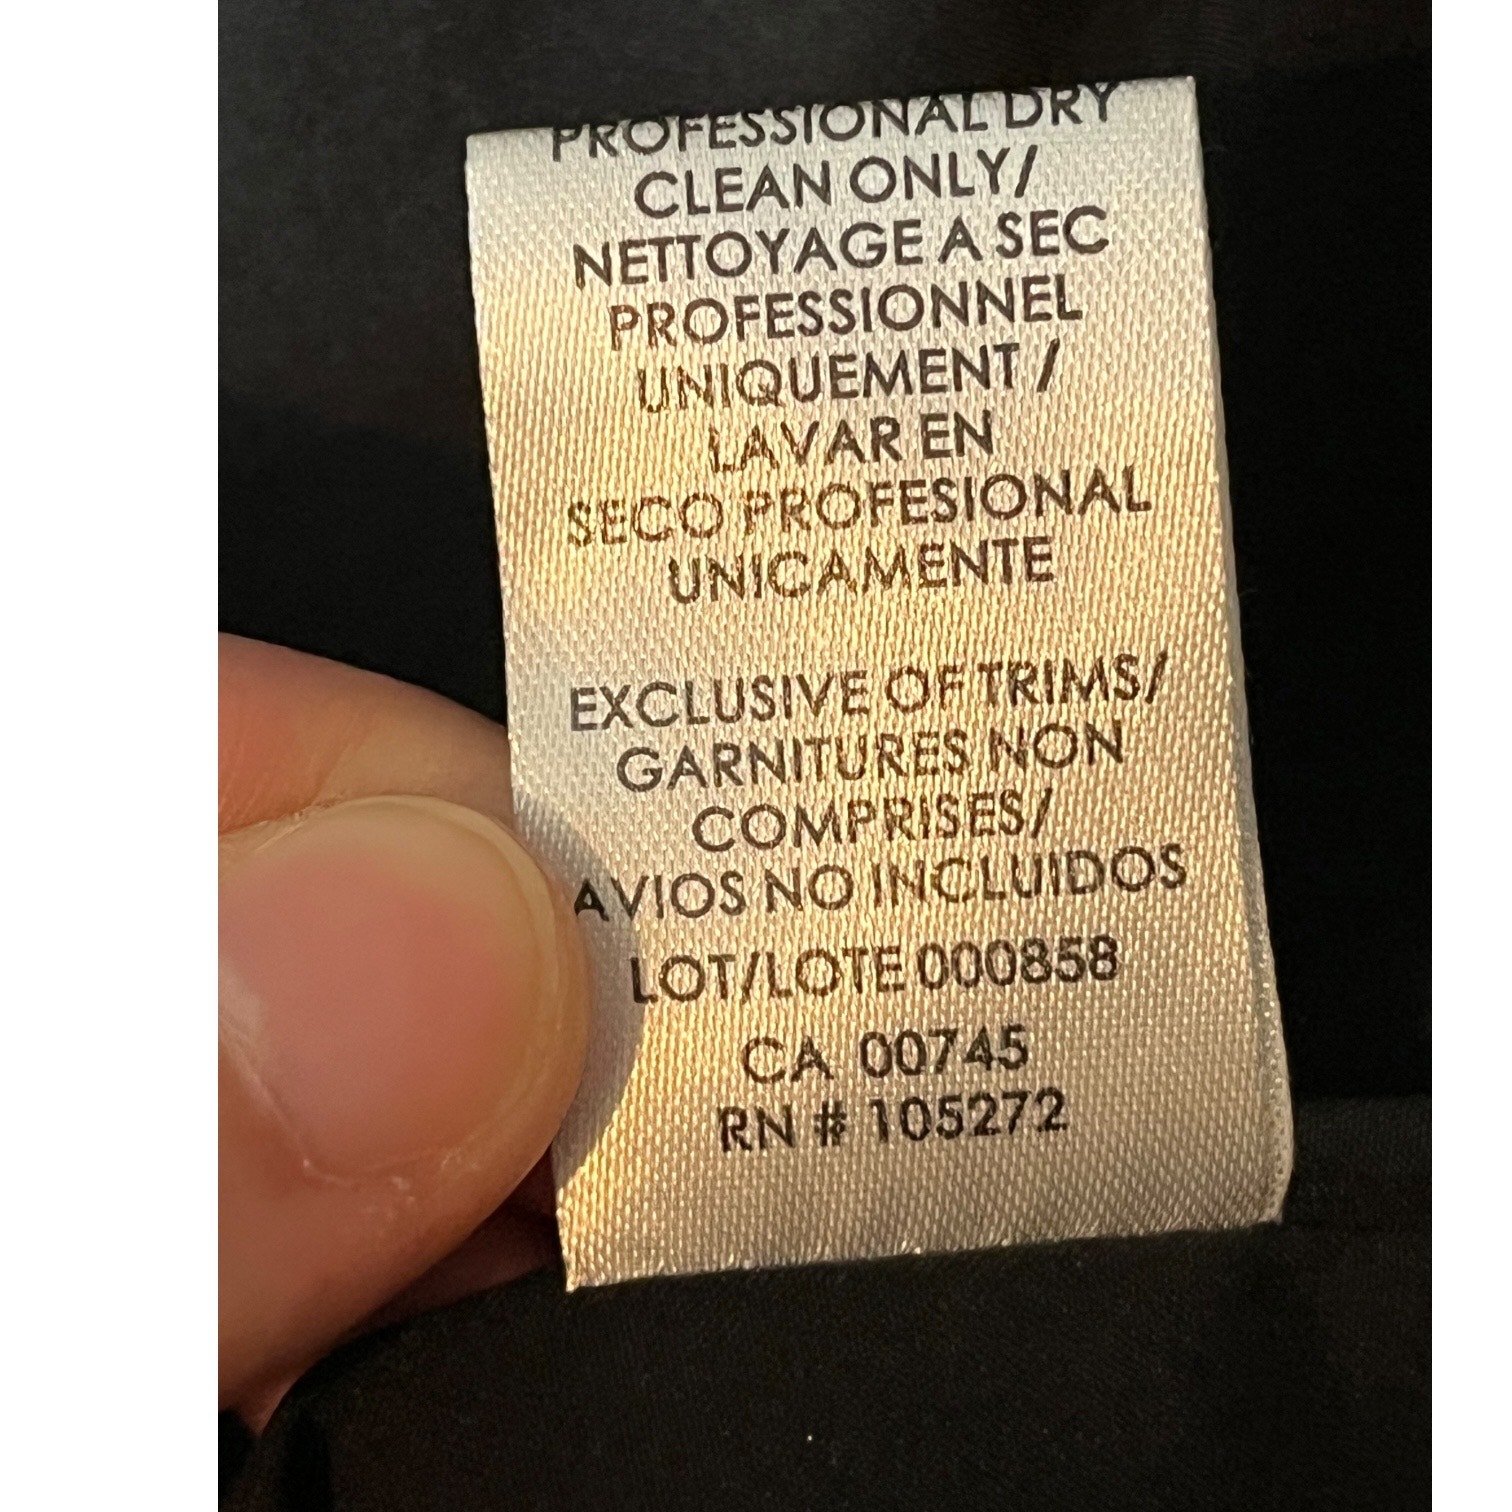 PROFESSIONAL DRY
CLEAN ONLY/
NETTOYAGE A SEC
PROFESSIONNEL
UNIQUEMENT /
LAVAR EN
SECO PROFESIONAL
UNICAMENTE
EXCLUSIVE OF TRIMS/
GARNITURES NON
COMPRISES/
AVIOS NO INCLUIDOS
LOT/LOTE 000858
CA 00745
RN # 105272